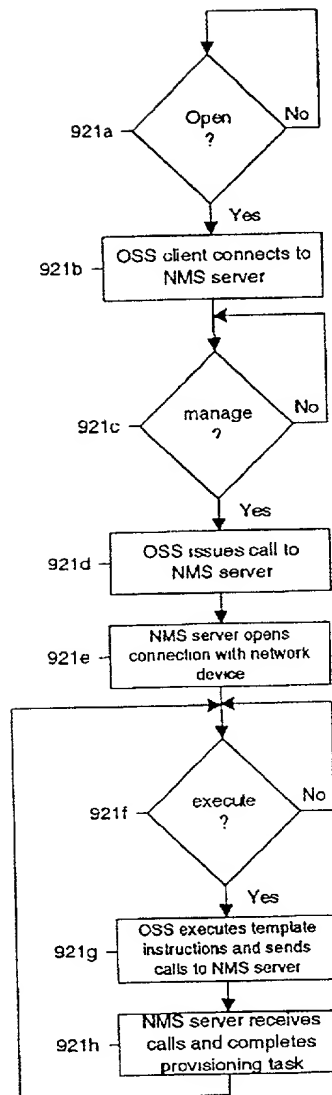 Open
?
No
921a
Yes
OSS client connects to
NMS server
921b
manage
?
No
921c
Yes
OSS issues call to
NMS server
921d
NMS server opens
connection with network
device
921e
execute
?
No
921f
Yes
OSS executes template
instructions and sends
calls to NMS server
921g
NMS server receives
calls and completes
provisioning task
921h